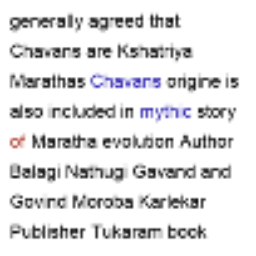 generally agreed that
Chavans are Kshatriya
Marathas Chavans origine is
also included in mythic story
of Maratha evolution Author
Balagi Nathugi Gavand and
Govind Moroba Karlekar
Publisher Tukaram book